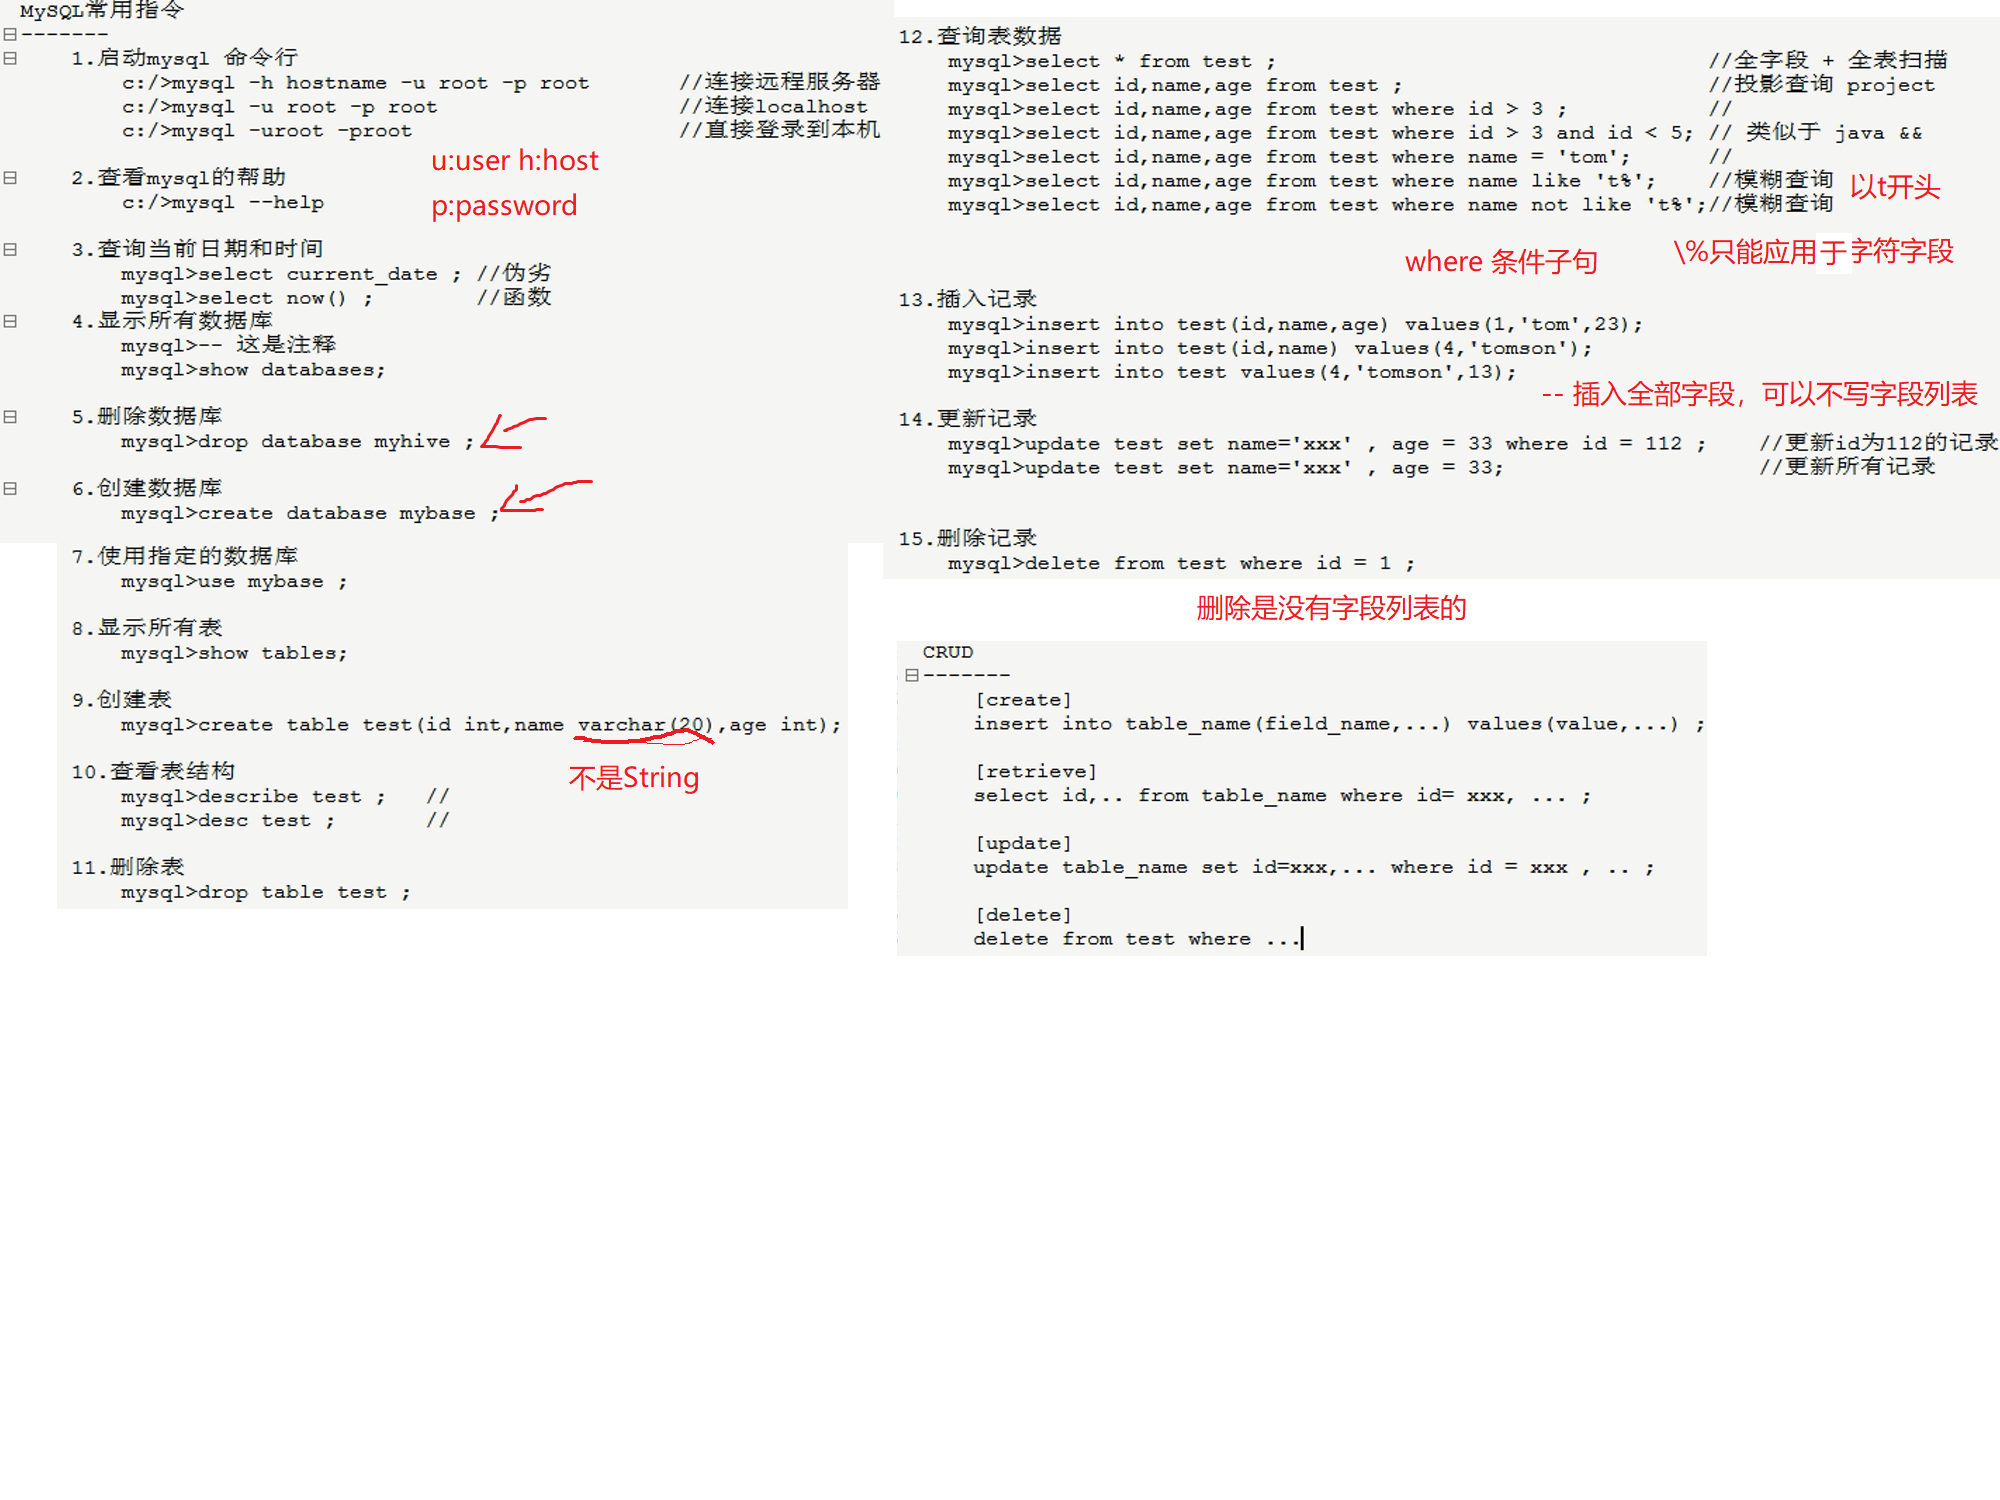 MySQL常用指令
-------
1.启动mysql 命令行
c:/>mysql -h hostname -u root -p root //连接远程服务器
c:/>mysql -u root -p root //连接localhost
c:/>mysql -uroot -proot //直接登录到本机
u:user h:host
2.查看mysql的帮助
c:/>mysql --help
p:password
3.查询当前日期和时间
mysql>select current_date ; //伪劣
mysql>select now() ; //函数
4.显示所有数据库
mysql>-- 这是注释
mysql>show databases;
5.删除数据库
mysql>drop database myhive ;
6.创建数据库
mysql>create database mybase ;
7.使用指定的数据库
mysql>use mybase ;
8.显示所有表
mysql>show tables;
9.创建表
mysql>create table test(id int,name varchar(20),age int);
不是String
10.查看表结构
mysql>describe test ; //
mysql>desc test ; //
11.删除表
mysql>drop table test ;
12.查询表数据
mysql>select * from test ; //全字段 + 全表扫描
mysql>select id,name,age from test ; //投影查询 project
mysql>select id,name,age from test where id > 3 ; //
mysql>select id,name,age from test where id > 3 and id < 5; // 类似于 java &&
mysql>select id,name,age from test where name = 'tom'; //
mysql>select id,name,age from test where name like 't%'; //模糊查询
以t开头
mysql>select id,name,age from test where name not like 't%';//模糊查询
where 条件子句
\%只能应用于字符字段
13.插入记录
mysql>insert into test(id,name,age) values(1,'tom',23);
mysql>insert into test(id,name) values(4,'tomson');
mysql>insert into test values(4,'tomson',13);
-- 插入全部字段，可以不写字段列表
14.更新记录
mysql>update test set name='xxx' , age = 33 where id = 112 ; //更新id为112的记录
mysql>update test set name='xxx' , age = 33; //更新所有记录
15.删除记录
mysql>delete from test where id = 1 ;
删除是没有字段列表的
CRUD
-------
[create]
insert into table_name(field_name,...) values(value,...) ;
[retrieve]
select id,.. from table_name where id= xxx, ... ;
[update]
update table_name set id=xxx,... where id = xxx , .. ;
[delete]
delete from test where ...